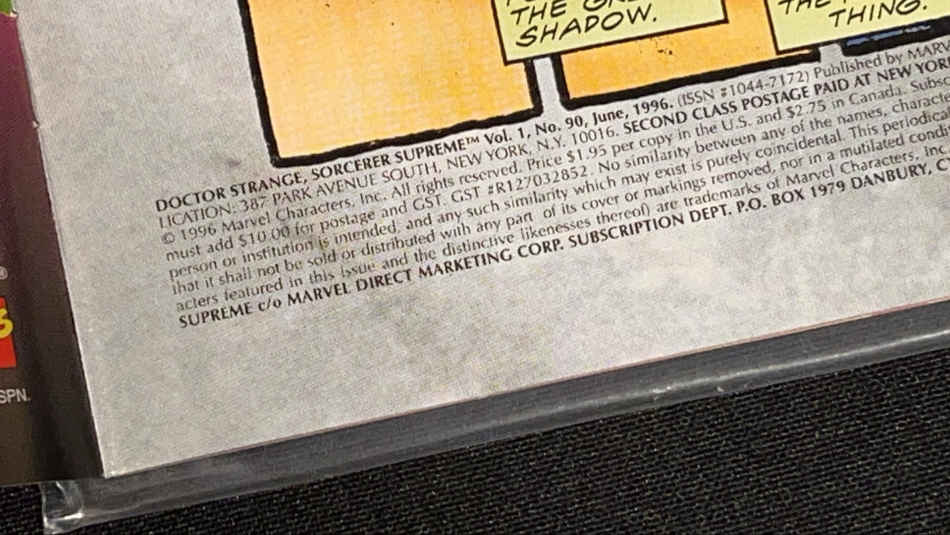 THE
SHADOW.
THE
THING.
DOCTOR STRANGE, SORCERER SUPREME™ Vol. 1, No. 90, June, 1996. (ISSN #1044-7172) Published by MARV
LICATION: 387 PARK AVENUE SOUTH, NEW YORK, N.Y. 10016. SECOND CLASS POSTAGE PAID AT NEW YORK
© 1996 Marvel Characters, Inc. All rights reserved. Price $1.95 per copy in the U.S. and $2.75 in Canada. Subsc
must add $10.00 for postage and GST. GST #R127032852. No similarity between any of the names, charact
person or institution is intended, and any such similarity which may exist is purely coincidental. This periodica
that it shall not be sold or distributed with any part of its cover or markings removed, nor in a mutilated cond
acters featured in this issue and the distinctive likenesses thereof) are trademarks of Marvel Characters, Inc.
SUPREME c/o MARVEL DIRECT MARKETING CORP. SUBSCRIPTION DEPT. P.O. BOX 1979 DANBURY, C
®
SPN.